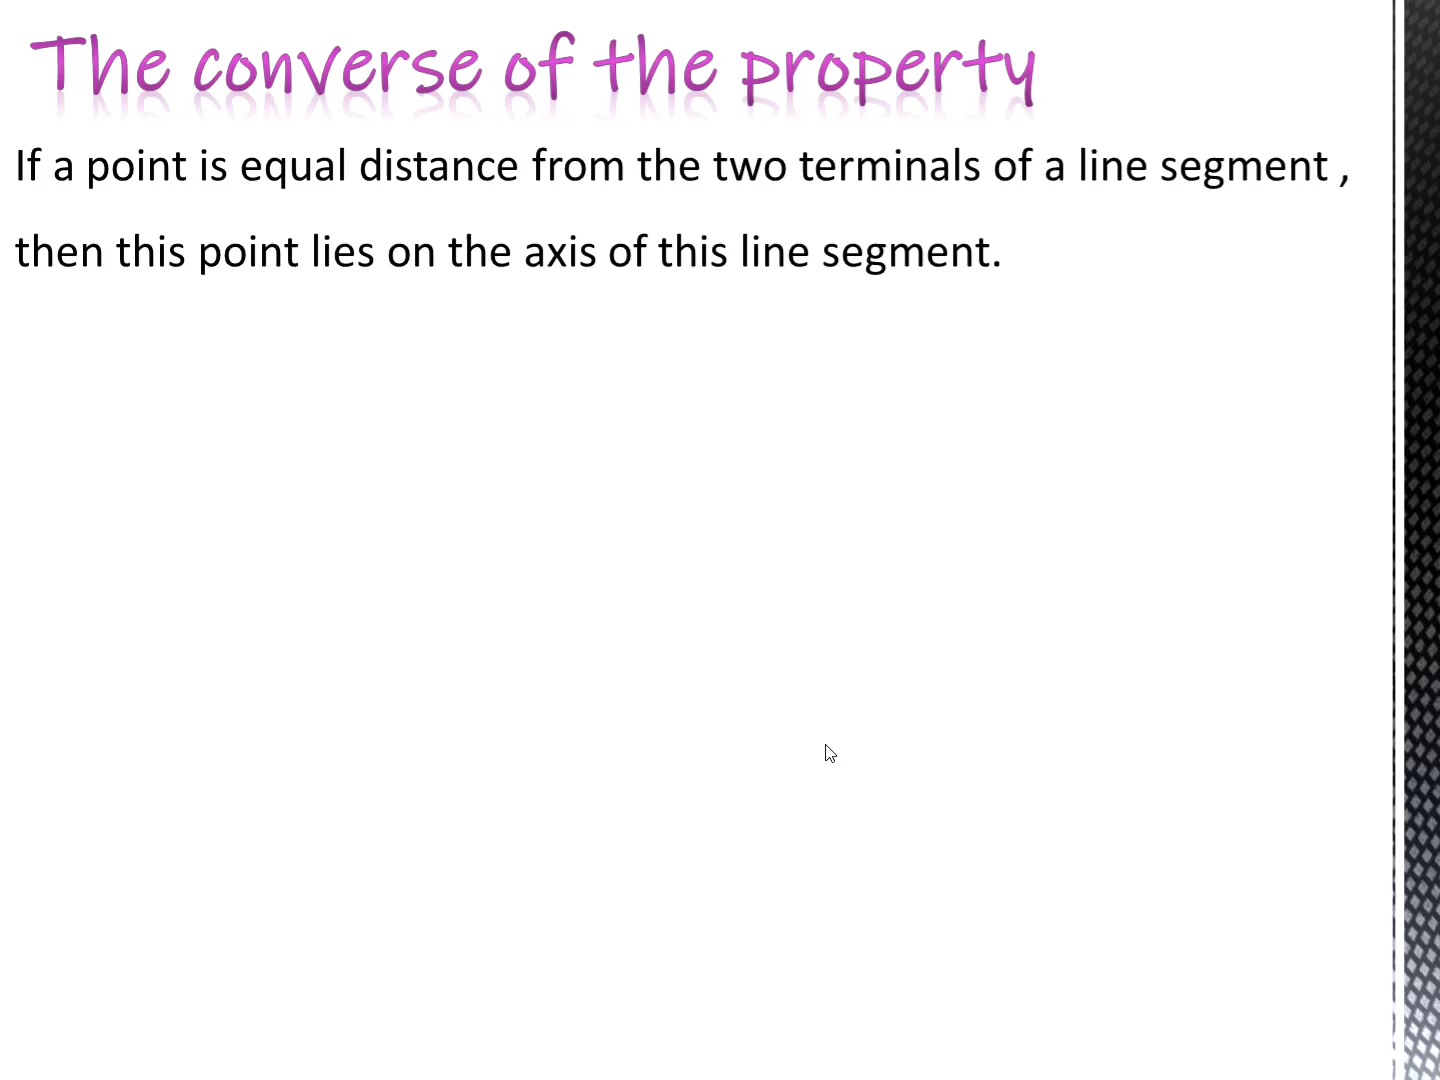 The converse of the property
If a point is equal distance from the two terminals of a line segment ,
then this point lies on the axis of this line segment.